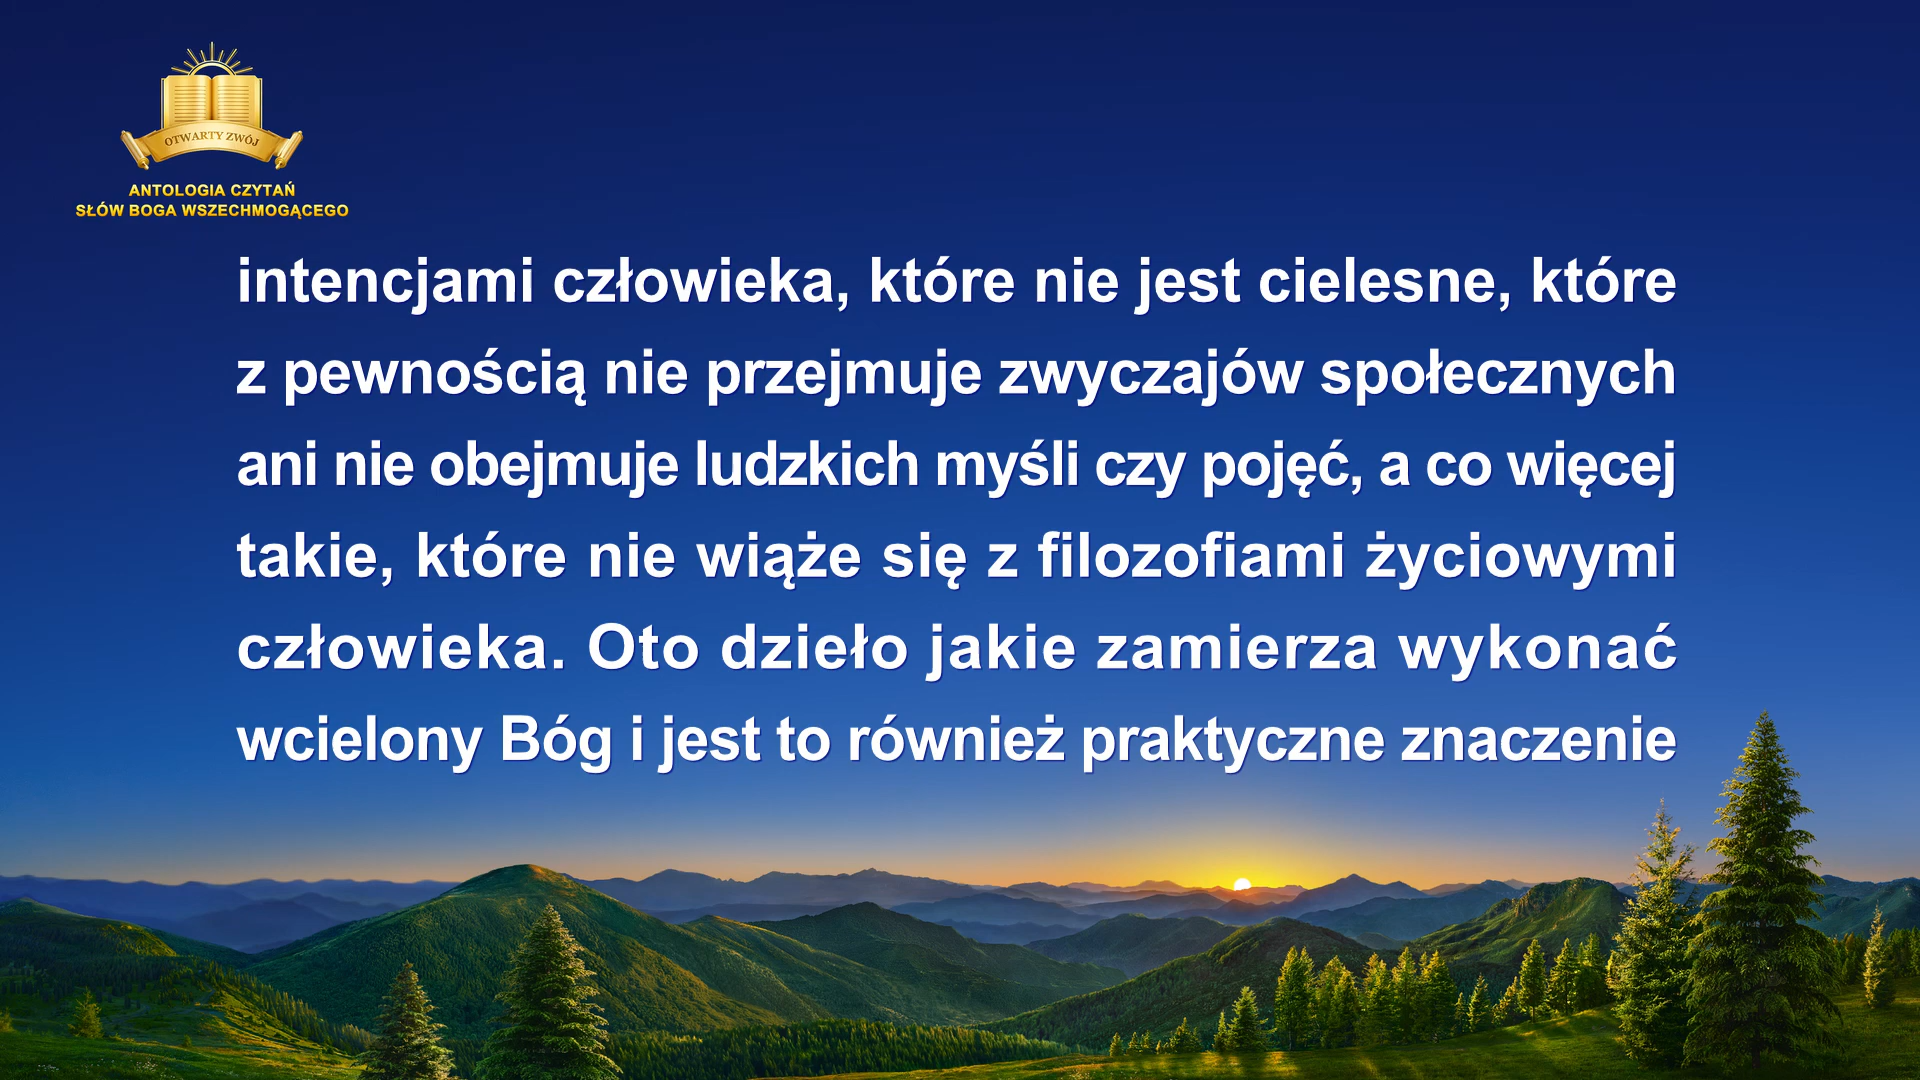 OTWARTY ZWÓJ
ANTOLOGIA CZYTAŃ
SŁÓW BOGA WSZECHMOGĄCEGO
intencjami człowieka, które nie jest cielesne, które
z pewnością nie przejmuje zwyczajów społecznych
ani nie obejmuje ludzkich myśli czy pojęć, a co więcej
takie, które nie wiąże się z filozofiami życiowymi
człowieka. Oto dzieło jakie zamierza wykonać
wcielony Bóg i jest to również praktyczne znaczenie